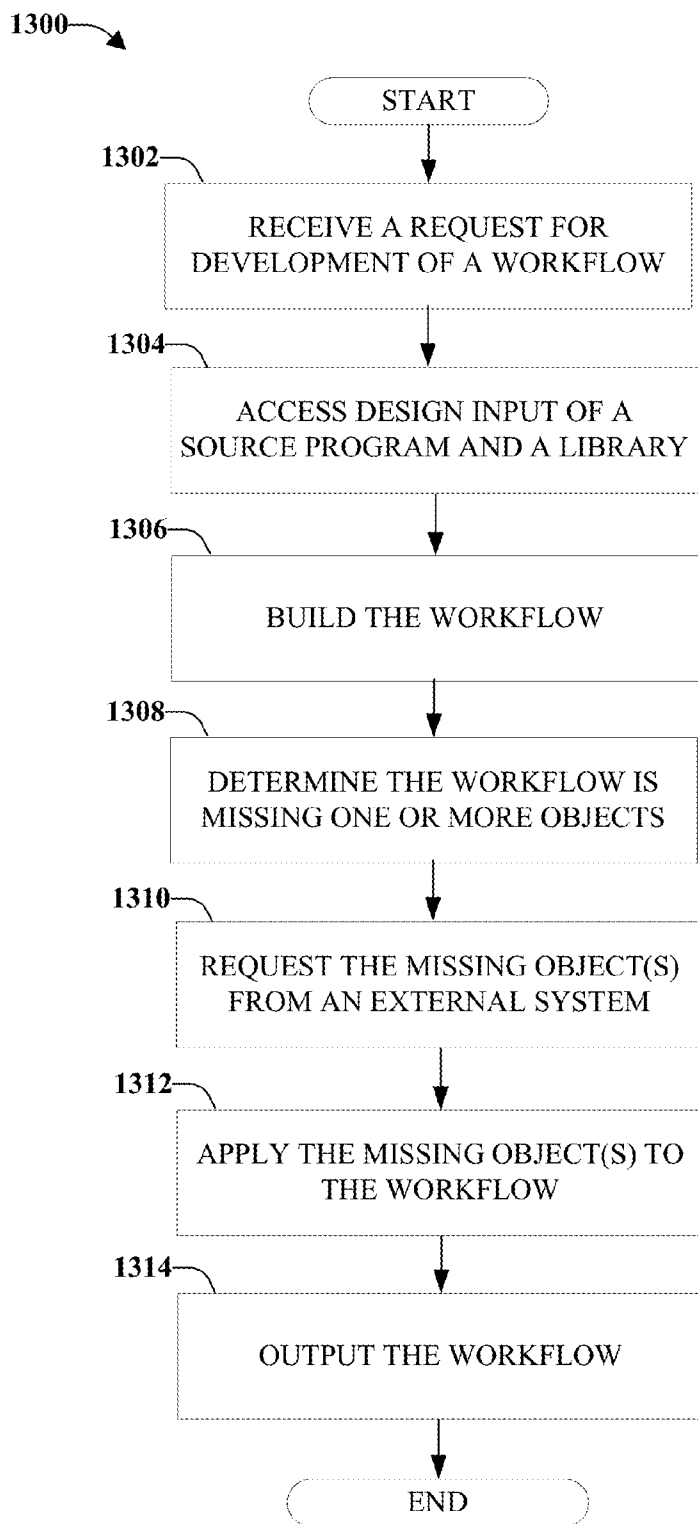 1300
START
1302
RECEIVE A REQUEST FOR
DEVELOPMENT OF A WORKFLOW
1304
ACCESS DESIGN INPUT OF A
SOURCE PROGRAM AND A LIBRARY
1306
BUILD THE WORKFLOW
1308
DETERMINE THE WORKFLOW IS
MISSING ONE OR MORE OBJECTS
1310
REQUEST THE MISSING OBJECT(S)
FROM AN EXTERNAL SYSTEM
1312
APPLY THE MISSING OBJECT(S) TO
THE WORKFLOW
1314
OUTPUT THE WORKFLOW
END